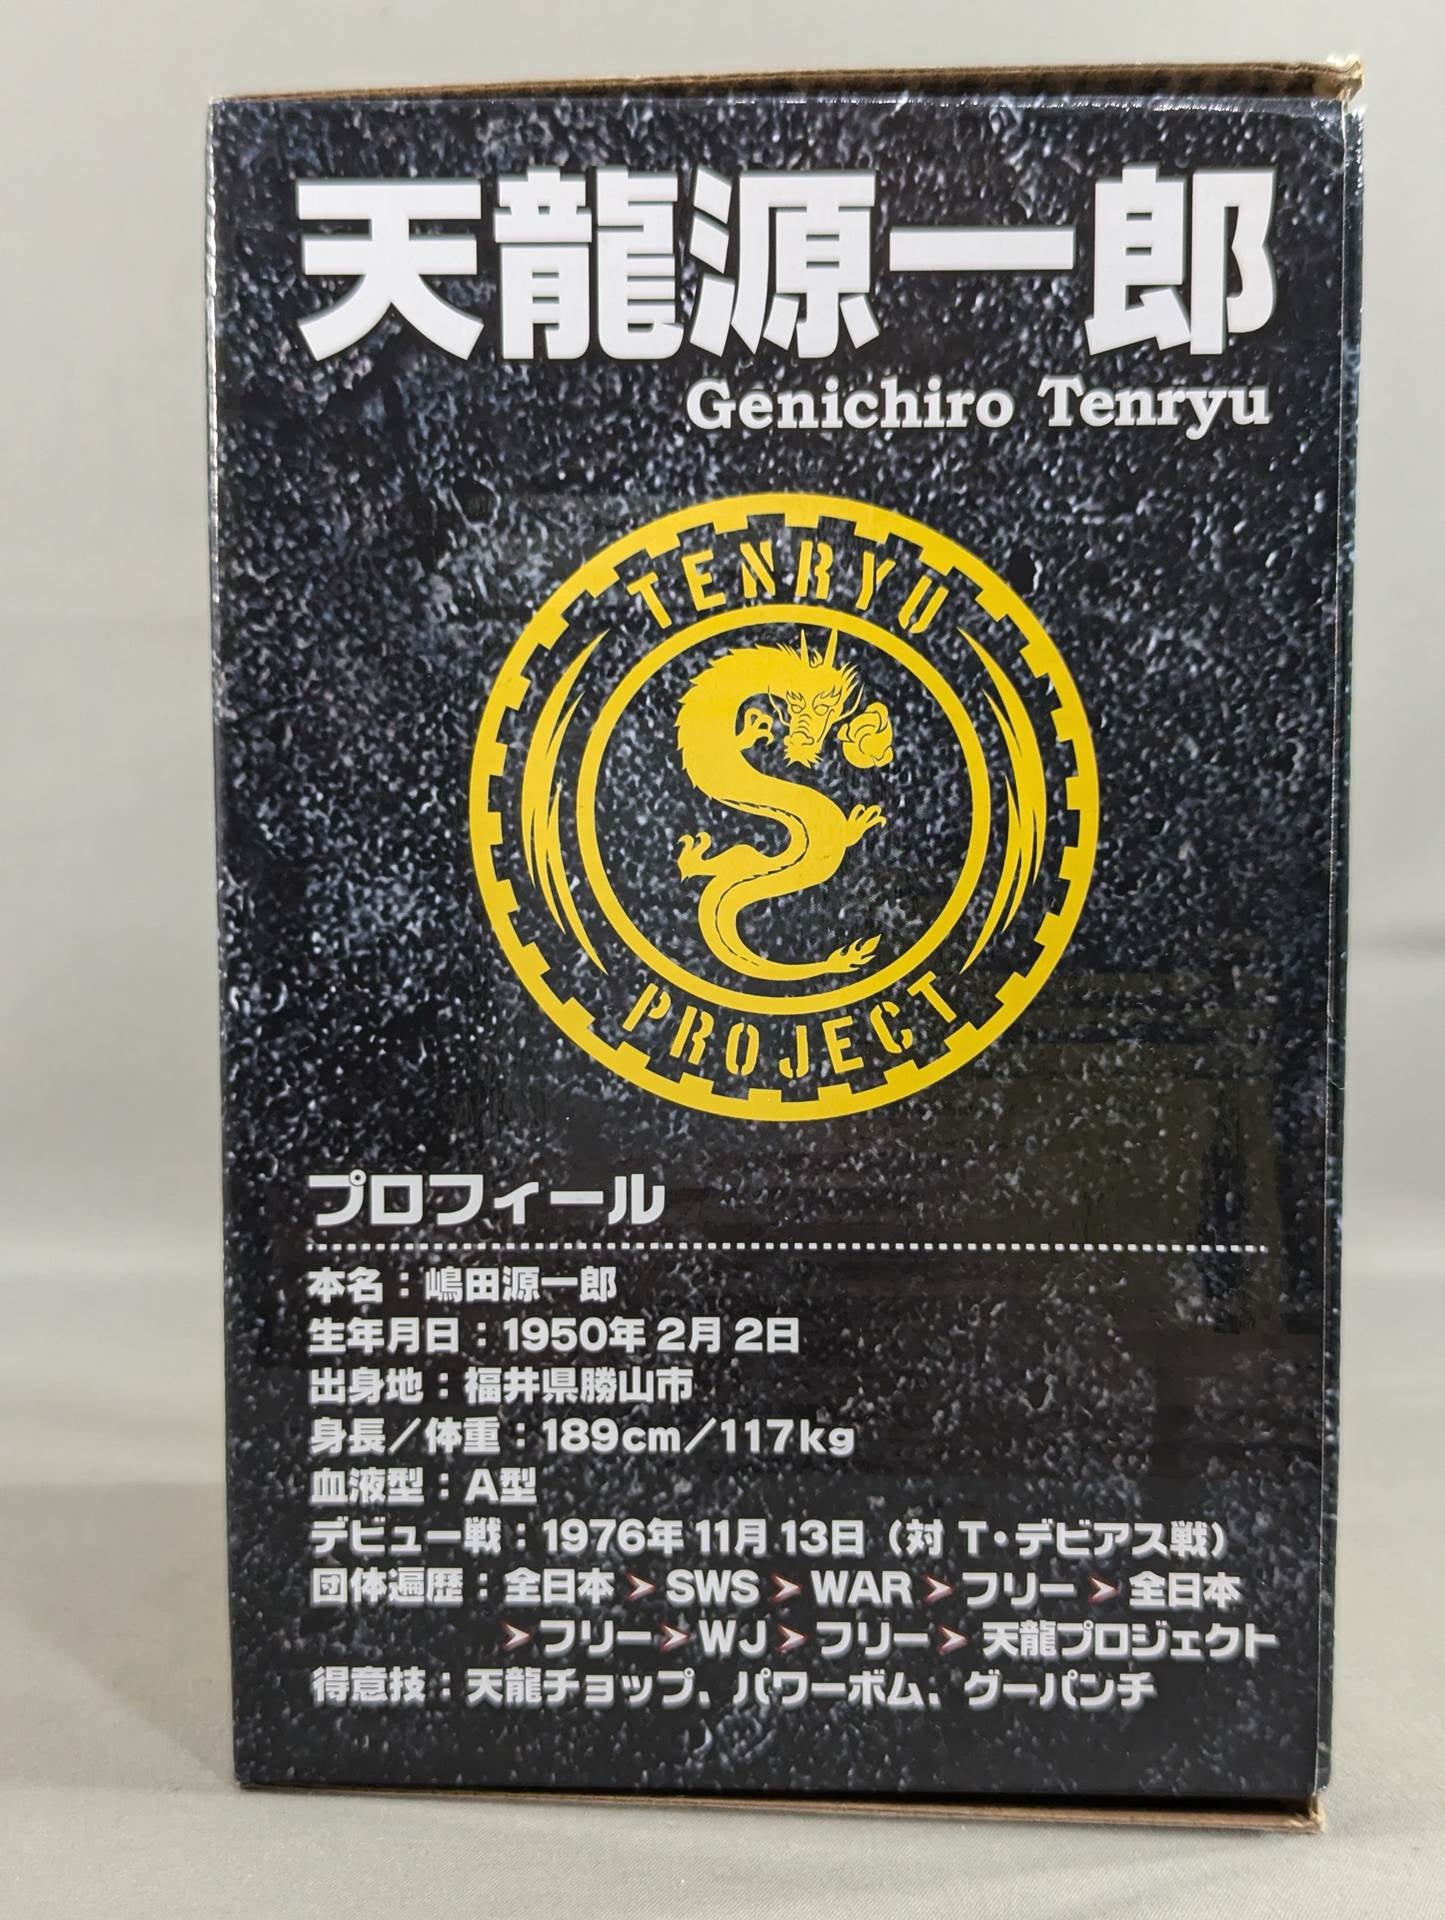 天龍源一郎
Genichiro Tenryu
TENRYU
PROJECT
プロフィール
本名：嶋田源一郎
生年月日：1950年2月2日
出身地：福井県勝山市
身長／体重：189cm／117kg
血液型：A型
デビュー戦：1976年11月13日（対 T・デビアス戦）
団体遍歴：全日本 > SWS > WAR > フリー > 全日本
> フリー > WJ > フリー > 天龍プロジェクト
得意技：天龍チョップ、パワーボム、グーパンチ